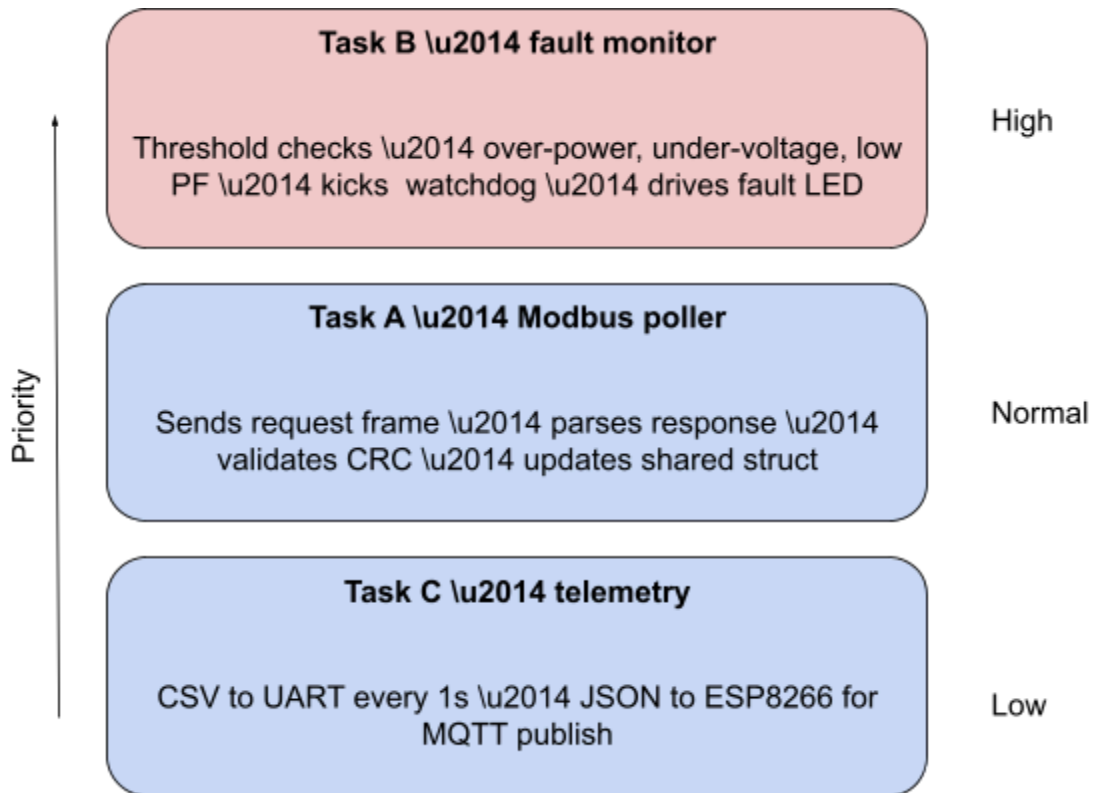 Task B \u2014 fault monitor
Threshold checks \u2014 over-power, under-voltage, low
PF \u2014 kicks  watchdog \u2014 drives fault LED
High
Task A \u2014 Modbus poller
Sends request frame \u2014 parses response \u2014
validates CRC \u2014 updates shared struct
Normal
Priority
Task C \u2014 telemetry
CSV to UART every 1s \u2014 JSON to ESP8266 for
MQTT publish
Low